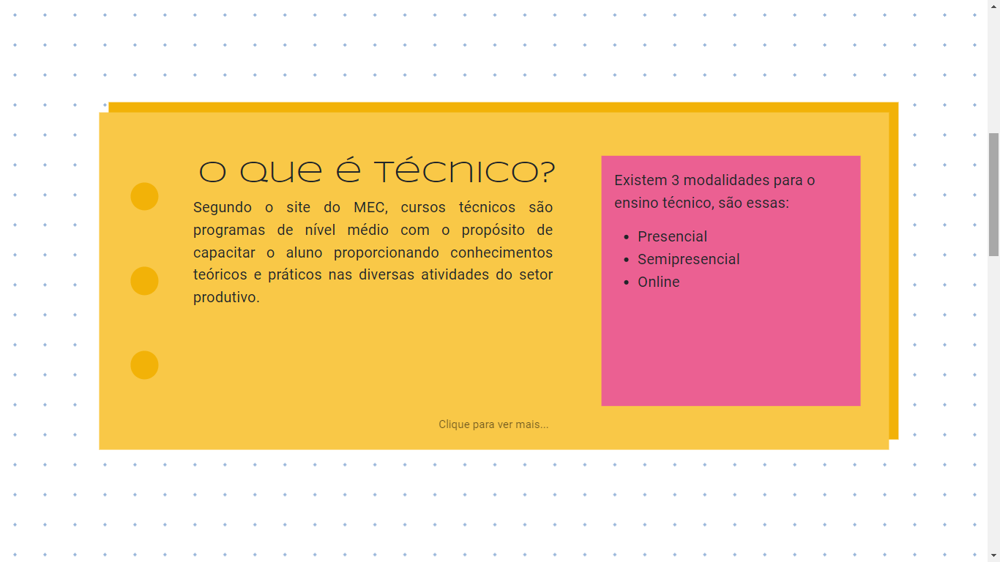 O que é Técnico?
Segundo o site do MEC, cursos técnicos são
programas de nível médio com o propósito de
capacitar o aluno proporcionando conhecimentos
teóricos e práticos nas diversas atividades do setor
produtivo.
Existem 3 modalidades para o
ensino técnico, são essas:
• Presencial
• Semipresencial
• Online
Clique para ver mais...